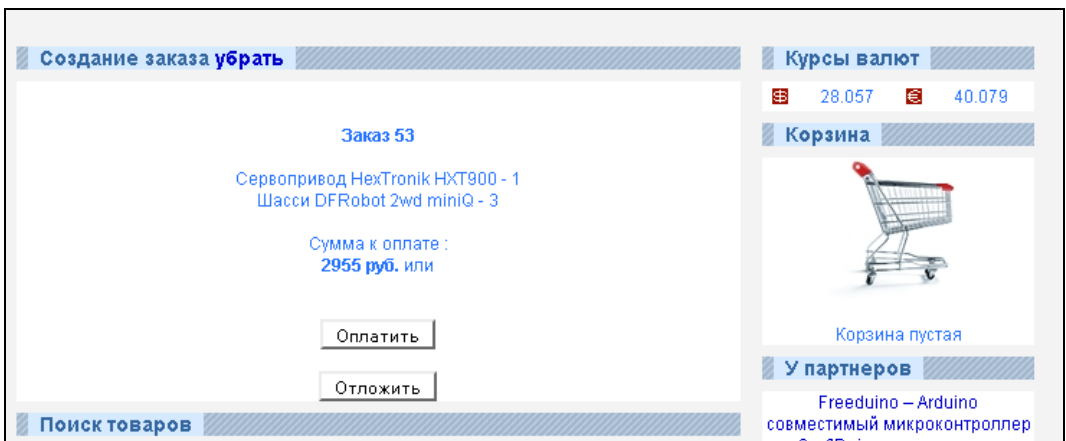 Создание заказа убрать
Заказ 53
Сервопривод HexTronik HXT900 - 1
Шасси DFRobot 2wd miniQ - 3
Сумма к оплате :
2955 руб. или
Оплатить
Отложить
Поиск товаров
Курсы валют
$ 28.057 € 40.079
Корзина
Корзина пустая
У партнеров
Freeduino – Arduino
совместимый микроконтроллер